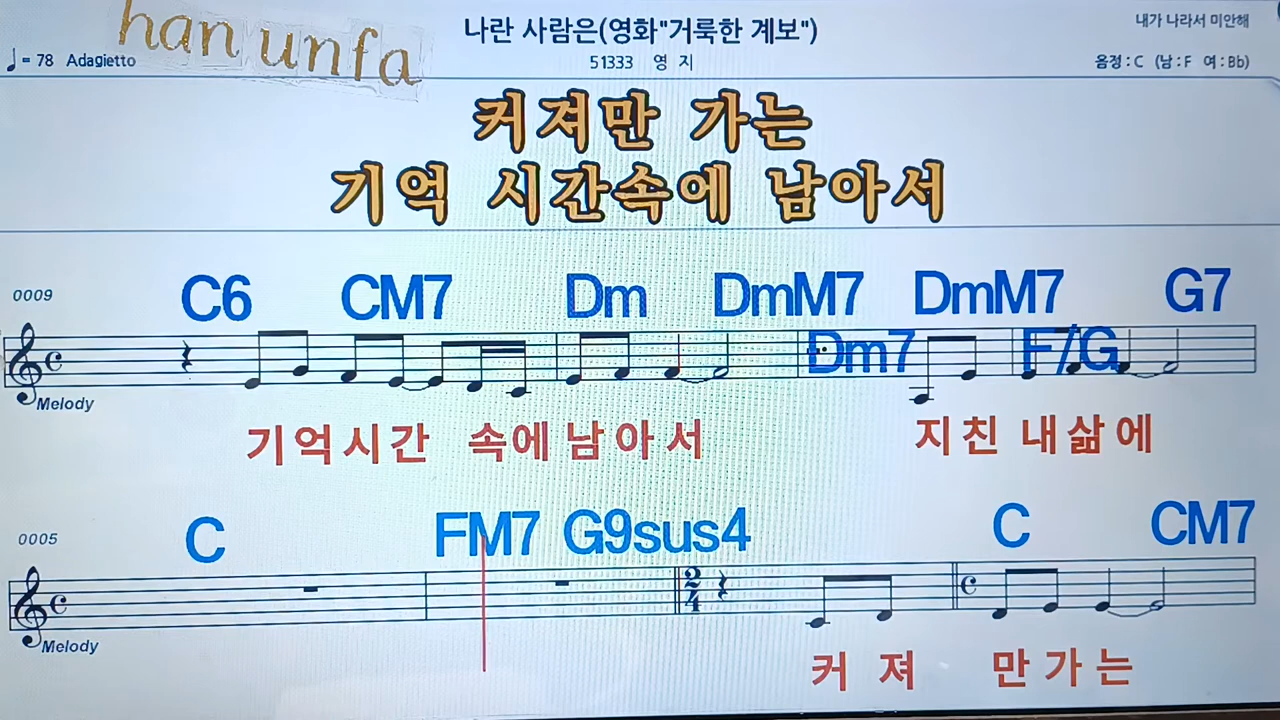 han unfa
나란 사람은(영화"거룩한 계보")
내가 나라서 미안해
♩= 78 Adagietto
51333 영 지
음정 : C (남 : F 여 : Bb)
커져만 가는
기억 시간속에 남아서
0009
C6 CM7 Dm DmM7 DmM7 G7
Dm7 F/G
Melody
기억시간 속에 남아서 지친 내삶에
0005
C FM7 G9sus4 C CM7
2/4
Melody
커 져 만 가 는